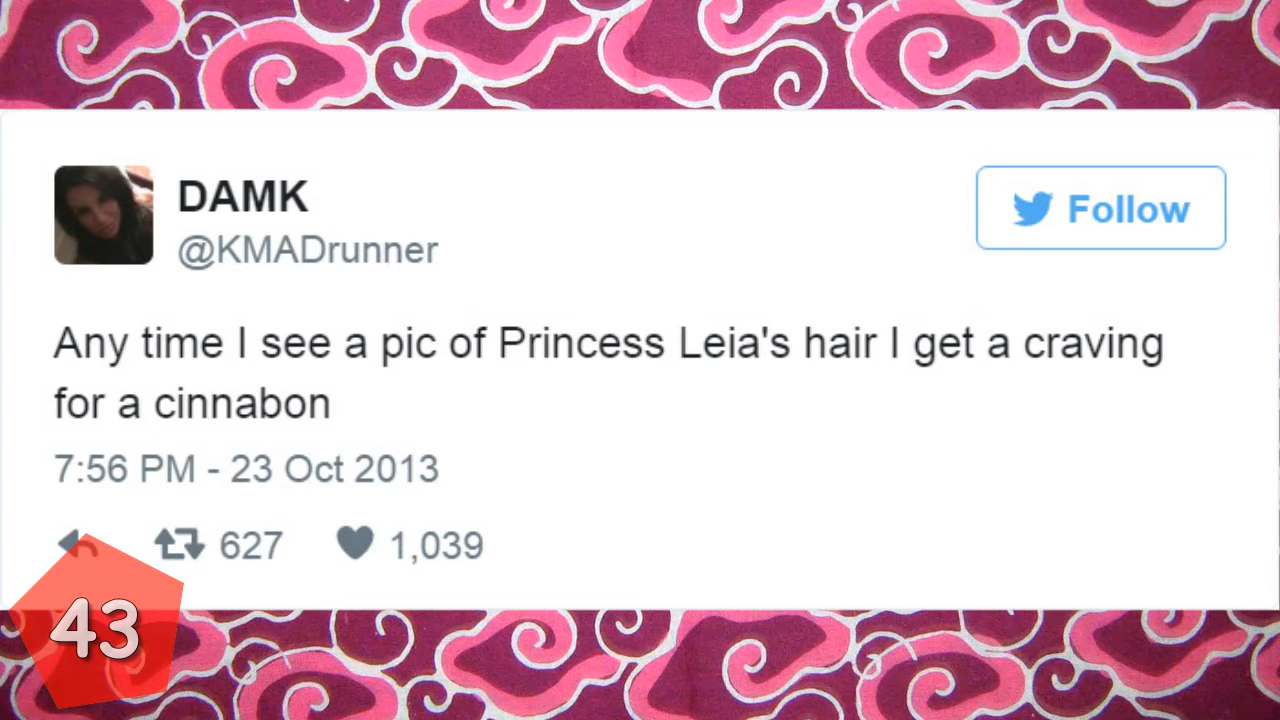 DAMK
@KMADrunner
Follow
Any time I see a pic of Princess Leia's hair I get a craving
for a cinnabon
7:56 PM - 23 Oct 2013
627 1,039
43